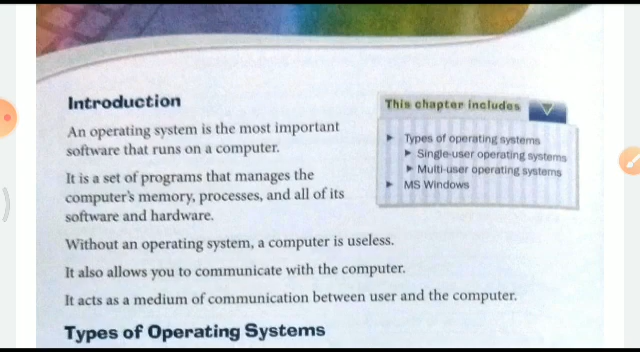 Introduction
An operating system is the most important
software that runs on a computer.
It is a set of programs that manages the
computer's memory, processes, and all of its
software and hardware.
Without an operating system, a computer is useless.
It also allows you to communicate with the computer.
It acts as a medium of communication between user and the computer.
This chapter includes
Types of operating systems
Single-user operating systems
Multi-user operating systems
MS Windows
Types of Operating Systems